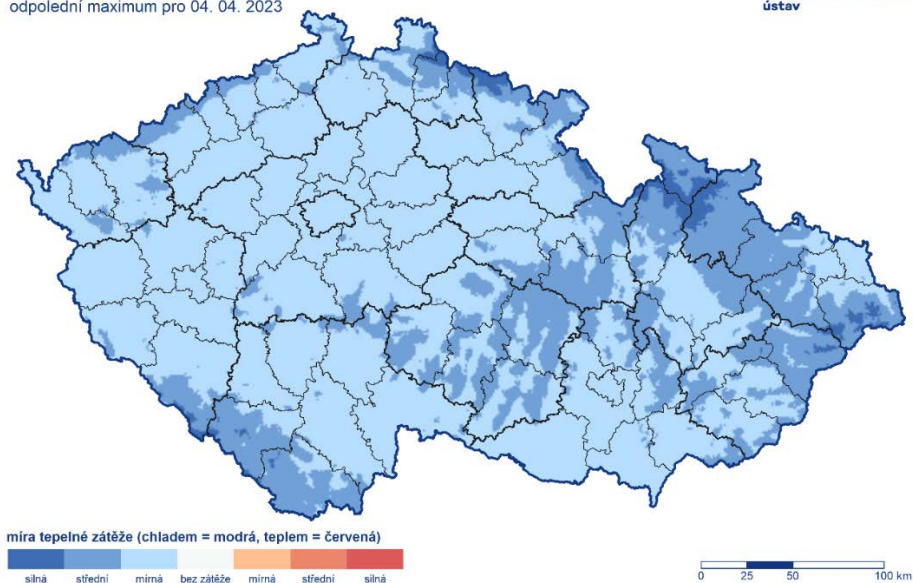 odpolední maximum pro 04. 04. 2023
ústav
míra tepelné zátěže (chladem = modrá, teplem = červená)
silná střední mírná bez zátěže mírná střední silná
0 25 50 100 km